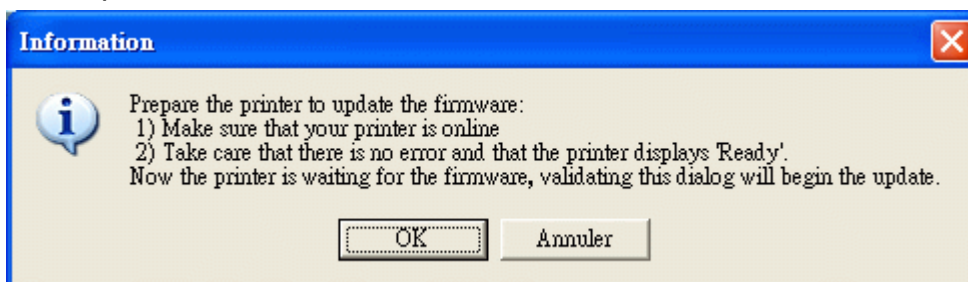 Information
Prepare the printer to update the firmware:
1) Make sure that your printer is online
2) Take care that there is no error and that the printer displays 'Ready'.
Now the printer is waiting for the firmware, validating this dialog will begin the update.
OK
Annuler